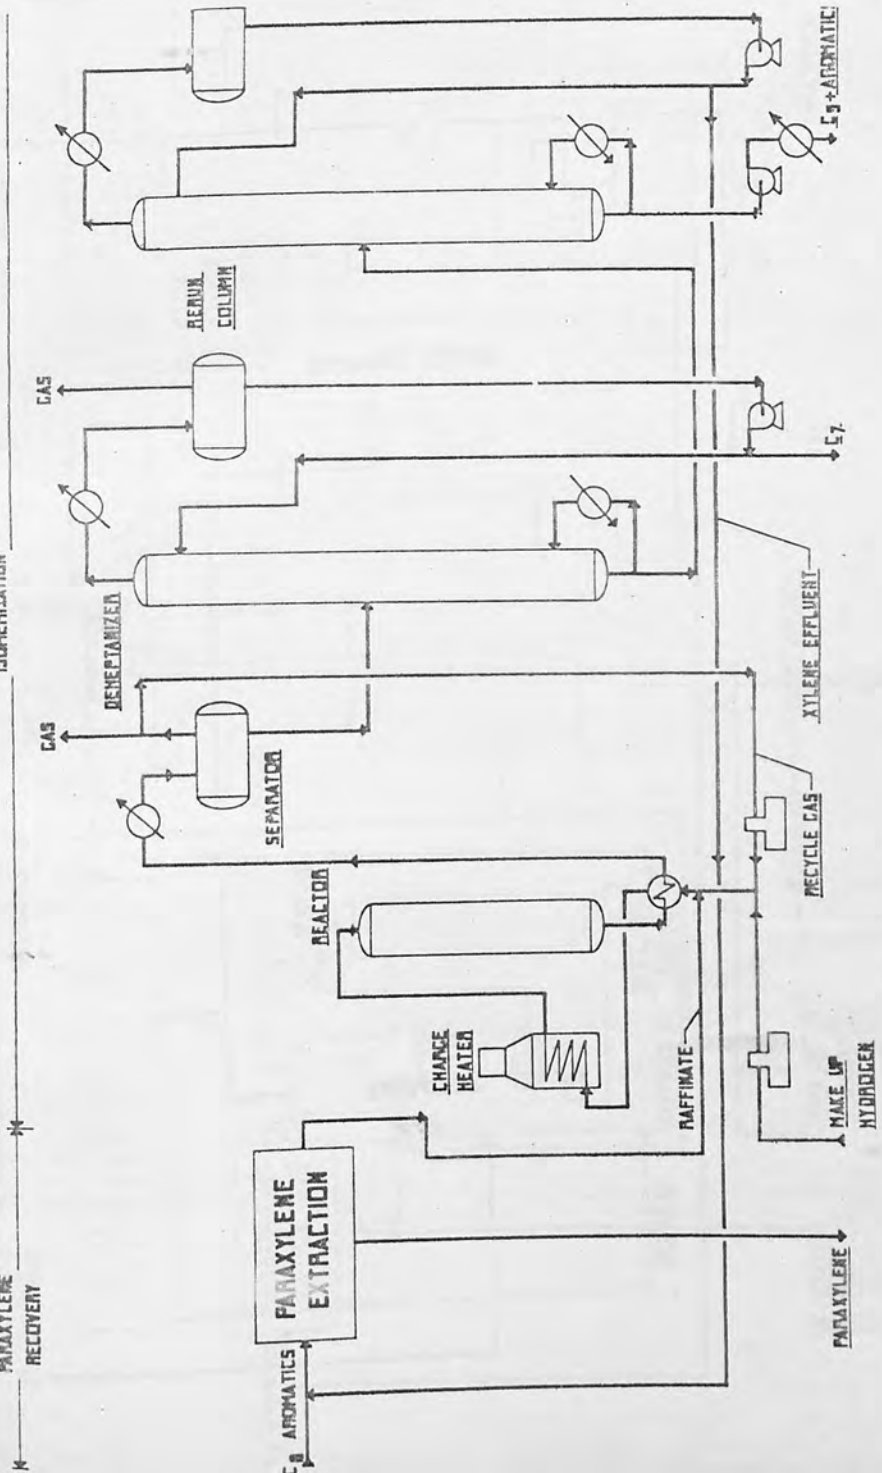 PARAXYLENE
RECOVERY
ISOMERIZATION
GAS
GAS
DEHEPTANIZER
RERUN
COLUMN
SEPARATOR
REACTOR
C8 AROMATICS
PARAXYLENE
EXTRACTION
CHARGE
HEATER
RAFFINATE
XYLENE EFFLUENT
RECYCLE GAS
PARAXYLENE
MAKE UP
HYDROGEN
C7-
C9+AROMATIC